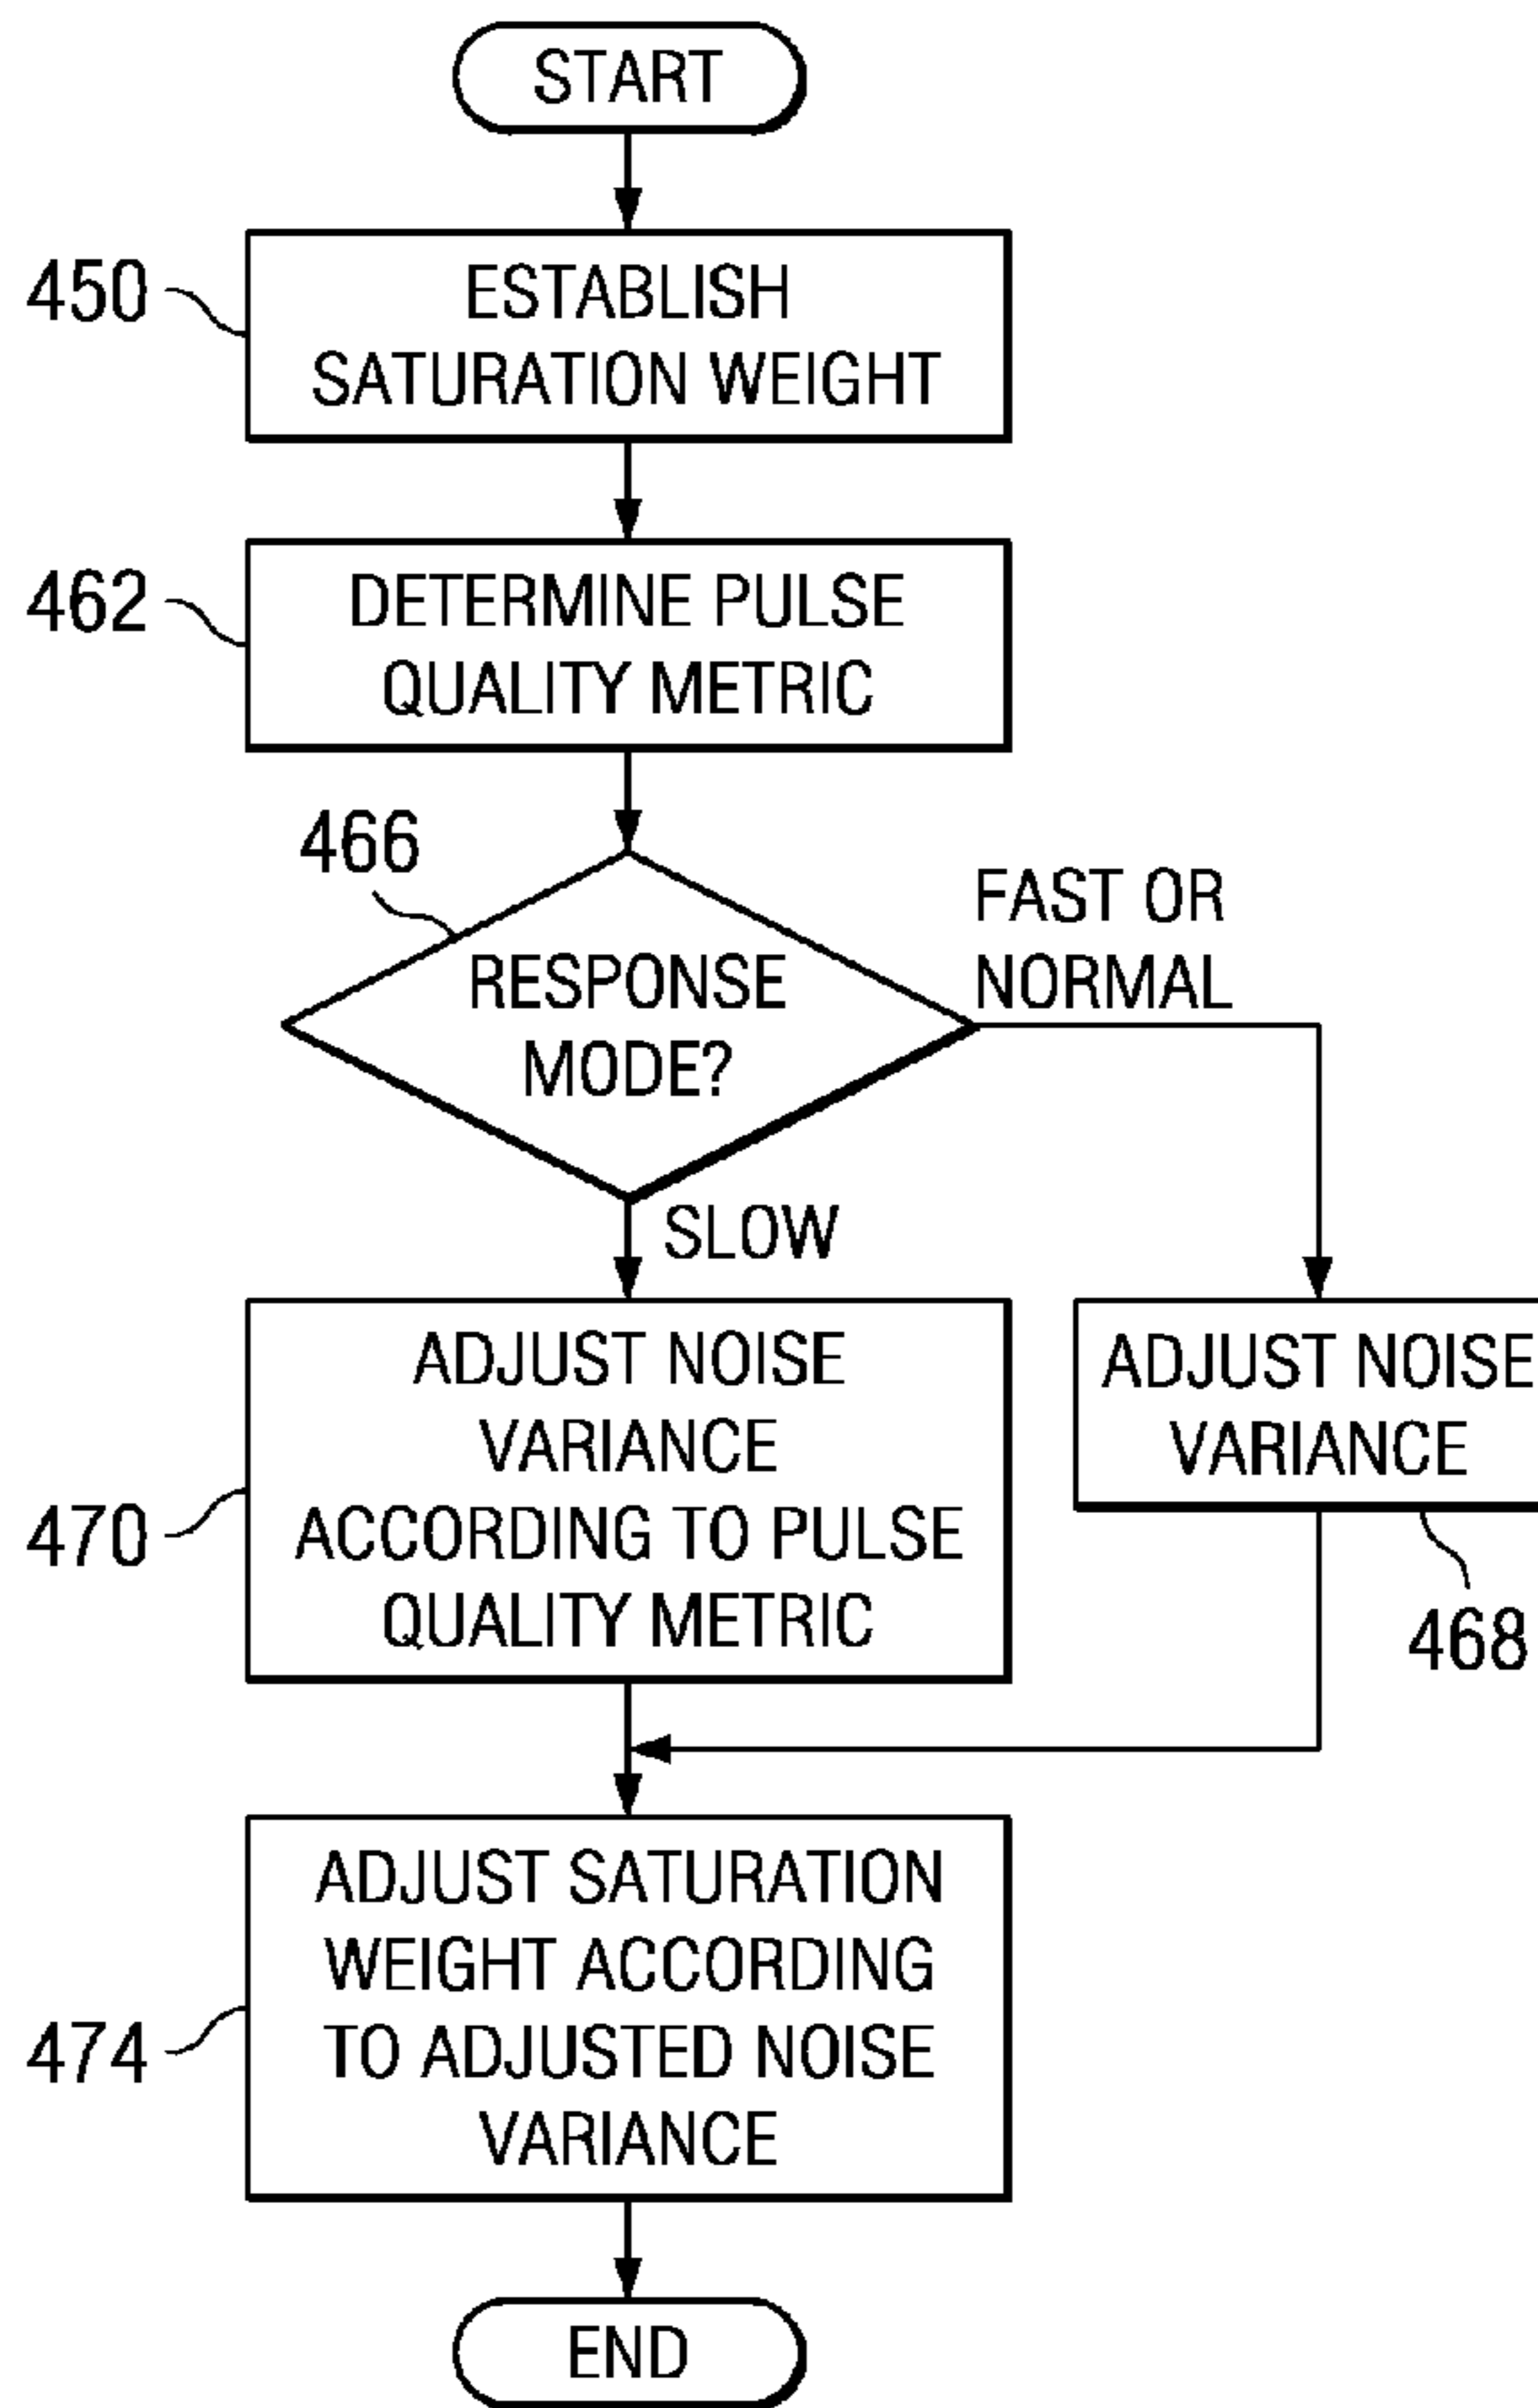 START
450
ESTABLISH
SATURATION WEIGHT
462
DETERMINE PULSE
QUALITY METRIC
466
RESPONSE
MODE?
FAST OR
NORMAL
SLOW
470
ADJUST NOISE
VARIANCE
ACCORDING TO PULSE
QUALITY METRIC
ADJUST NOISE
VARIANCE
468
474
ADJUST SATURATION
WEIGHT ACCORDING
TO ADJUSTED NOISE
VARIANCE
END